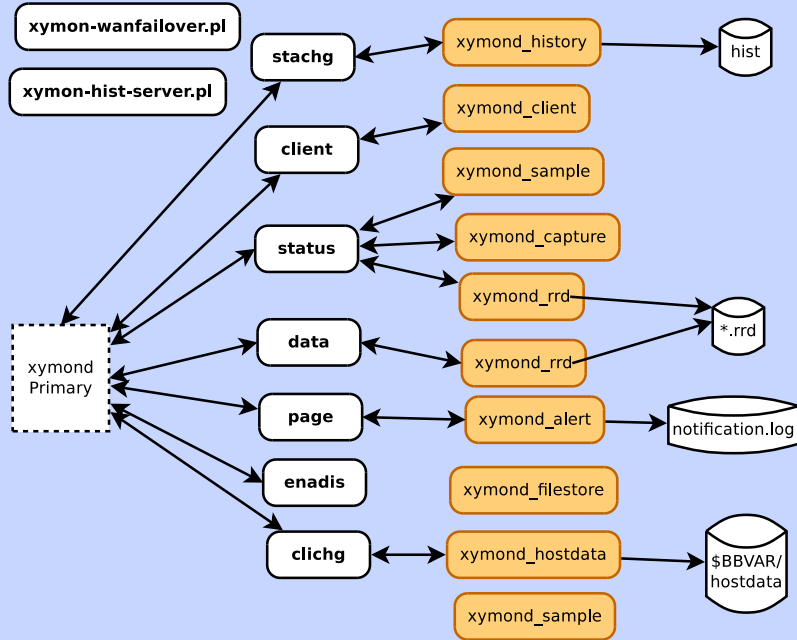 xymon-wanfailover.pl
xymon-hist-server.pl
stachg
xymond_history
hist
client
xymond_client
xymond_sample
status
xymond_capture
xymond_rrd
*.rrd
data
xymond_rrd
xymond
Primary
page
xymond_alert
notification.log
enadis
xymond_filestore
clichg
xymond_hostdata
$BBVAR/
hostdata
xymond_sample